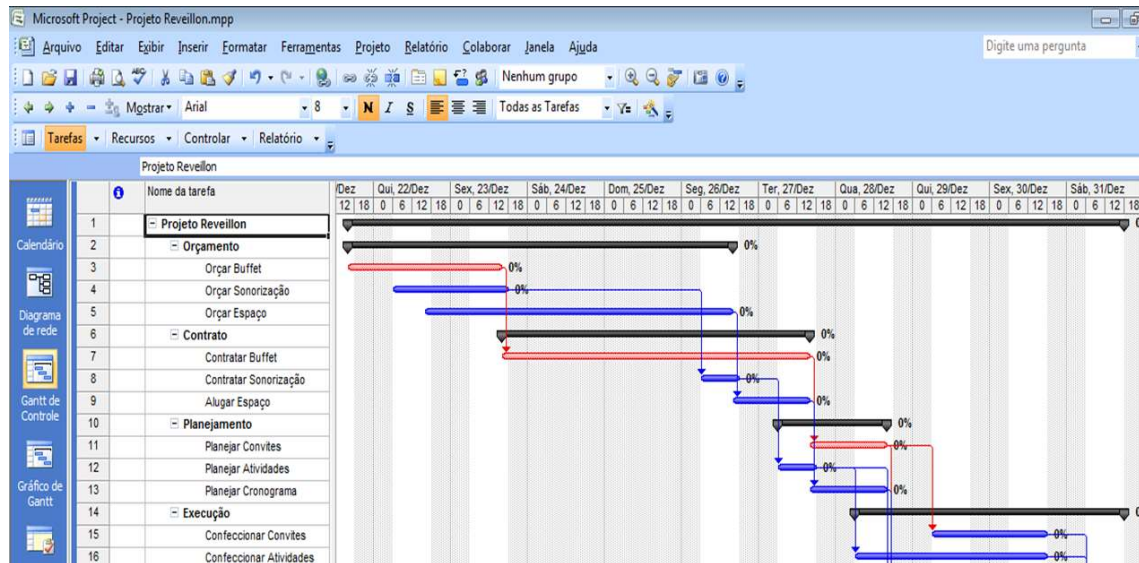 Microsoft Project - Projeto Reveillon.mpp
Arquivo Editar Exibir Inserir Formatar Ferramentas Projeto Relatório Colaborar Janela Ajuda Digite uma pergunta
Nenhum grupo
Mostrar Arial 8 N I S Todas as Tarefas
Tarefas Recursos Controlar Relatório
Projeto Reveillon
Nome da tarefa /Dez Qui, 22/Dez Sex, 23/Dez Sáb, 24/Dez Dom, 25/Dez Seg, 26/Dez Ter, 27/Dez Qua, 28/Dez Qui, 29/Dez Sex, 30/Dez Sáb, 31/Dez
12 18 0 6 12 18 0 6 12 18 0 6 12 18 0 6 12 18 0 6 12 18 0 6 12 18 0 6 12 18 0 6 12 18 0 6 12 18 0 6 12 18
1 Projeto Reveillon
Calendário 2 Orçamento 0%
3 Orçar Buffet 0%
4 Orçar Sonorização 0%
Diagrama de rede
5 Orçar Espaço 0%
6 Contrato 0%
7 Contratar Buffet 0%
8 Contratar Sonorização 0%
Gantt de Controle
9 Alugar Espaço 0%
10 Planejamento 0%
11 Planejar Convites 0%
12 Planejar Atividades 0%
Gráfico de Gantt
13 Planejar Cronograma 0%
14 Execução
15 Confeccionar Convites 0%
16 Confeccionar Atividades 0%